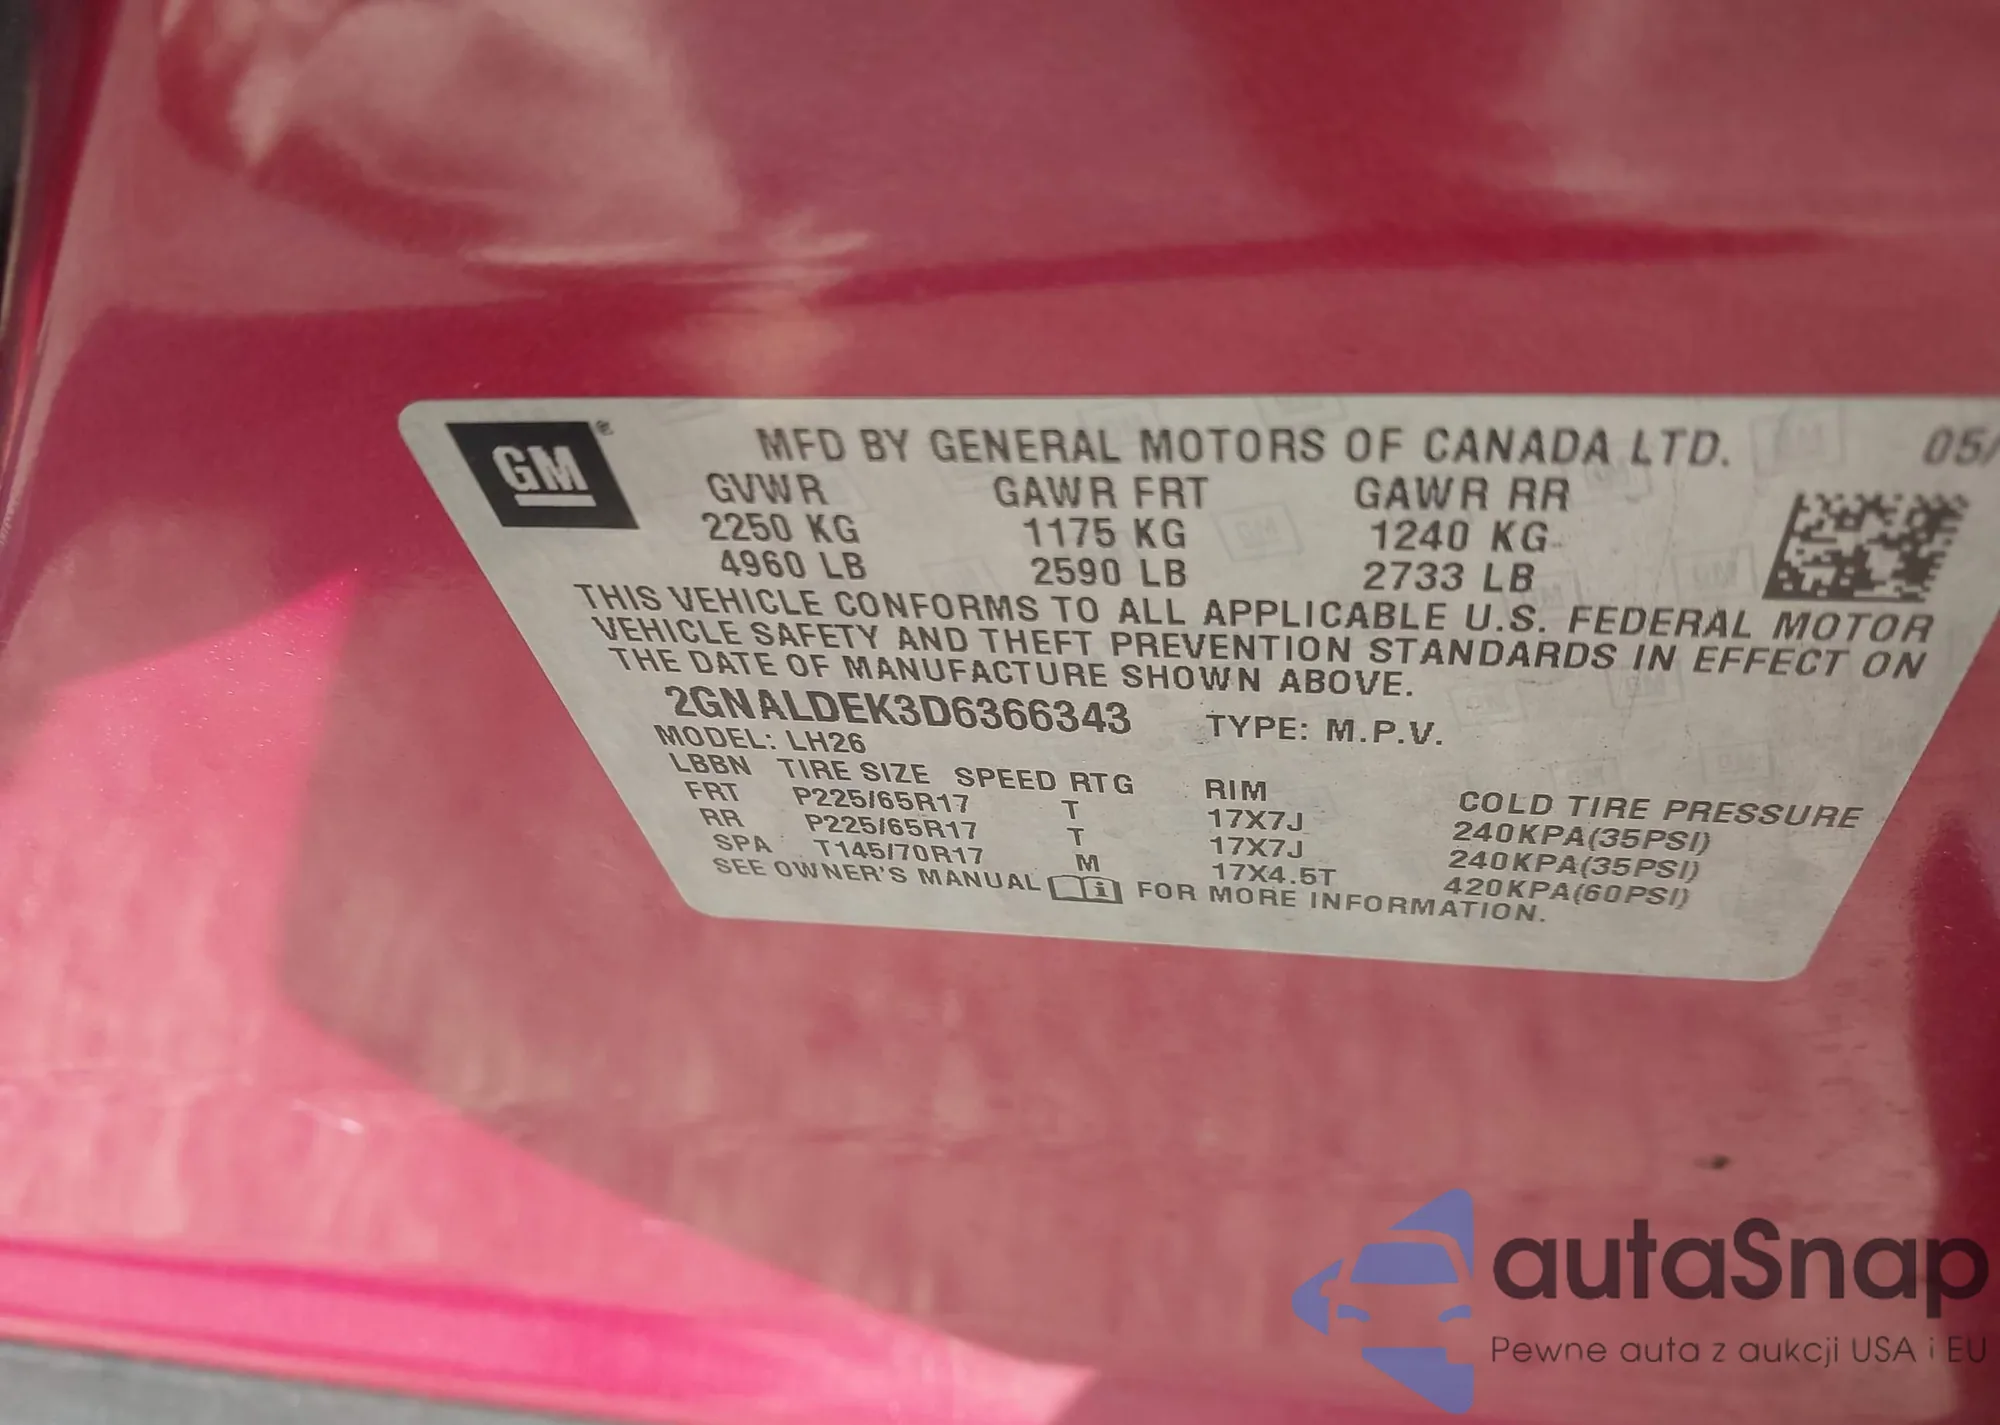 GM®
MFD BY GENERAL MOTORS OF CANADA LTD. 05/
GVWR GAWR FRT GAWR RR
2250 KG 1175 KG 1240 KG
4960 LB 2590 LB 2733 LB
THIS VEHICLE CONFORMS TO ALL APPLICABLE U.S. FEDERAL MOTOR
VEHICLE SAFETY AND THEFT PREVENTION STANDARDS IN EFFECT ON
THE DATE OF MANUFACTURE SHOWN ABOVE.
2GNALDEK3D6366343 TYPE: M.P.V.
MODEL: LH26
LBBN TIRE SIZE SPEED RTG RIM COLD TIRE PRESSURE
FRT P225/65R17 T 17X7J 240KPA(35PSI)
RR P225/65R17 T 17X7J 240KPA(35PSI)
SPA T145/70R17 M 17X4.5T 420KPA(60PSI)
SEE OWNER'S MANUAL FOR MORE INFORMATION.
autaSnap
Pewne auta z aukcji USA i EU